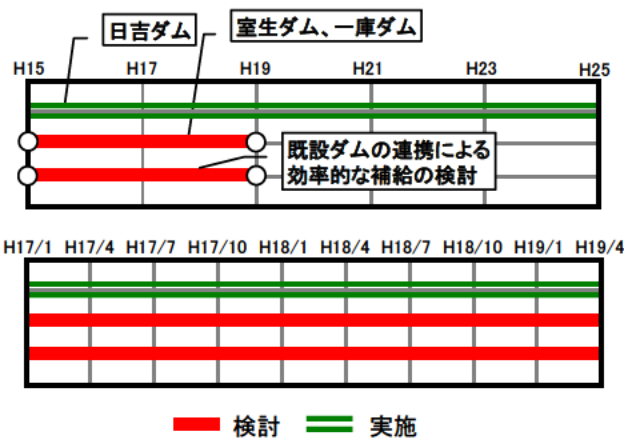 日吉ダム
室生ダム、一庫ダム
H15 H17 H19 H21 H23 H25
既設ダムの連携による
効率的な補給の検討
H17/1 H17/4 H17/7 H17/10 H18/1 H18/4 H18/7 H18/10 H19/1 H19/4
検討 実施